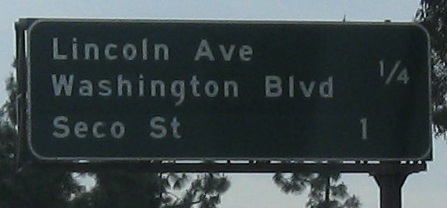 Lincoln Ave
Washington Blvd 1/4
Seco St 1